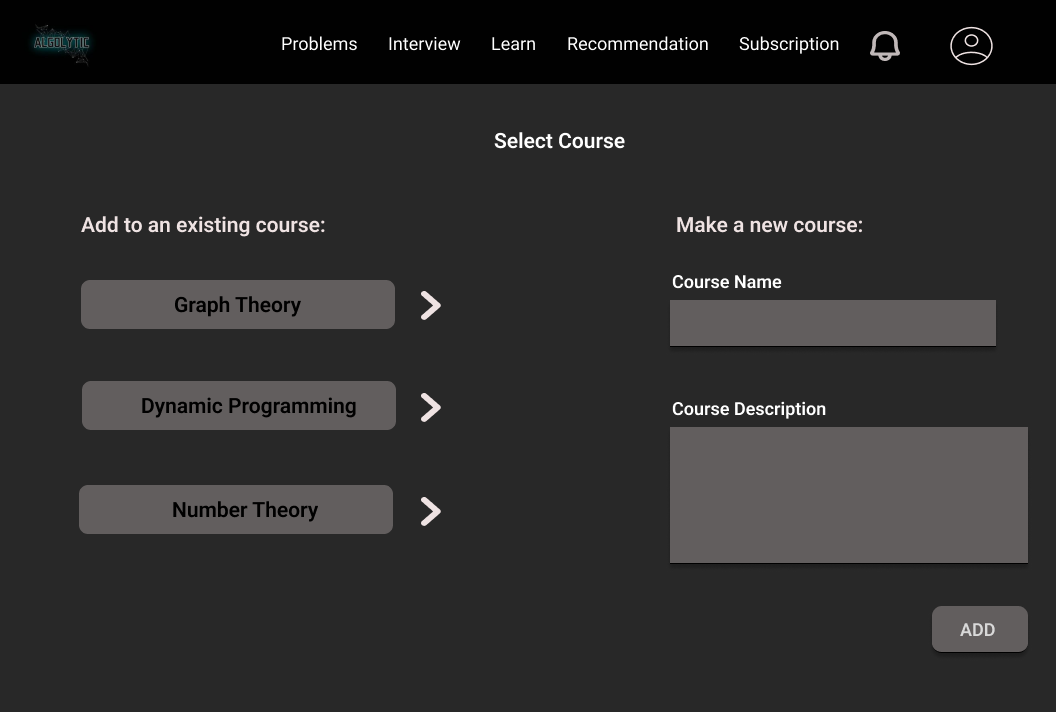 ALGOLYTIC
Problems Interview Learn Recommendation Subscription
Select Course
Add to an existing course:
Graph Theory
Dynamic Programming
Number Theory
Make a new course:
Course Name
Course Description
ADD